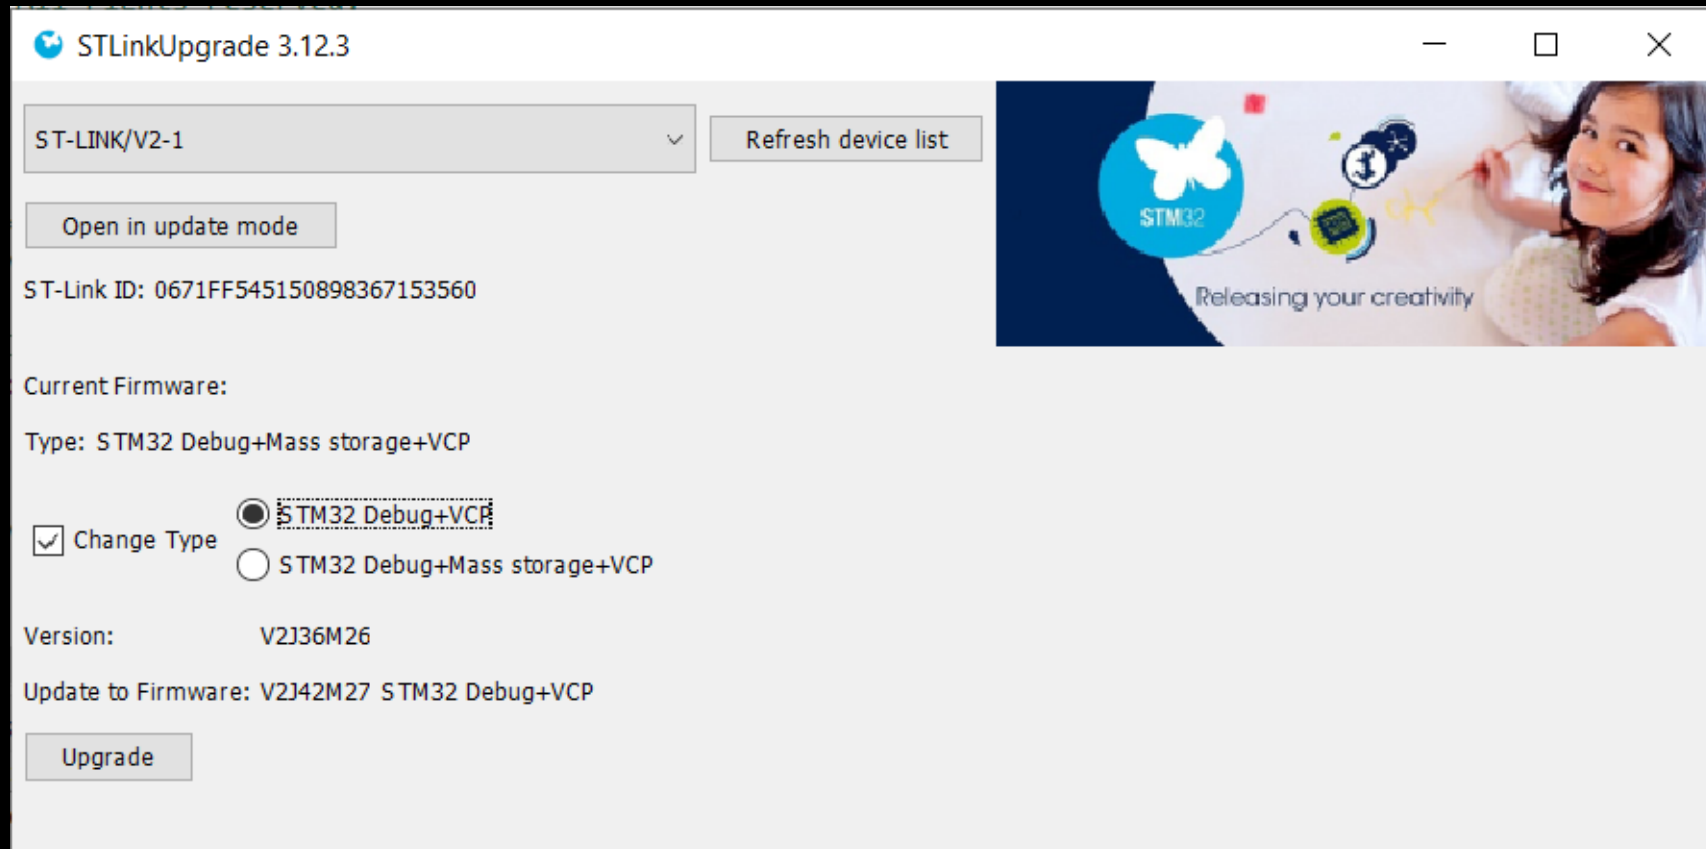 STLinkUpgrade 3.12.3
ST-LINK/V2-1
Refresh device list
Open in update mode
ST-Link ID: 0671FF545150898367153560
STM32
Releasing your creativity
Current Firmware:
Type: STM32 Debug+Mass storage+VCP
Change Type
STM32 Debug+VCP
STM32 Debug+Mass storage+VCP
Version: V2J36M26
Update to Firmware: V2J42M27 STM32 Debug+VCP
Upgrade